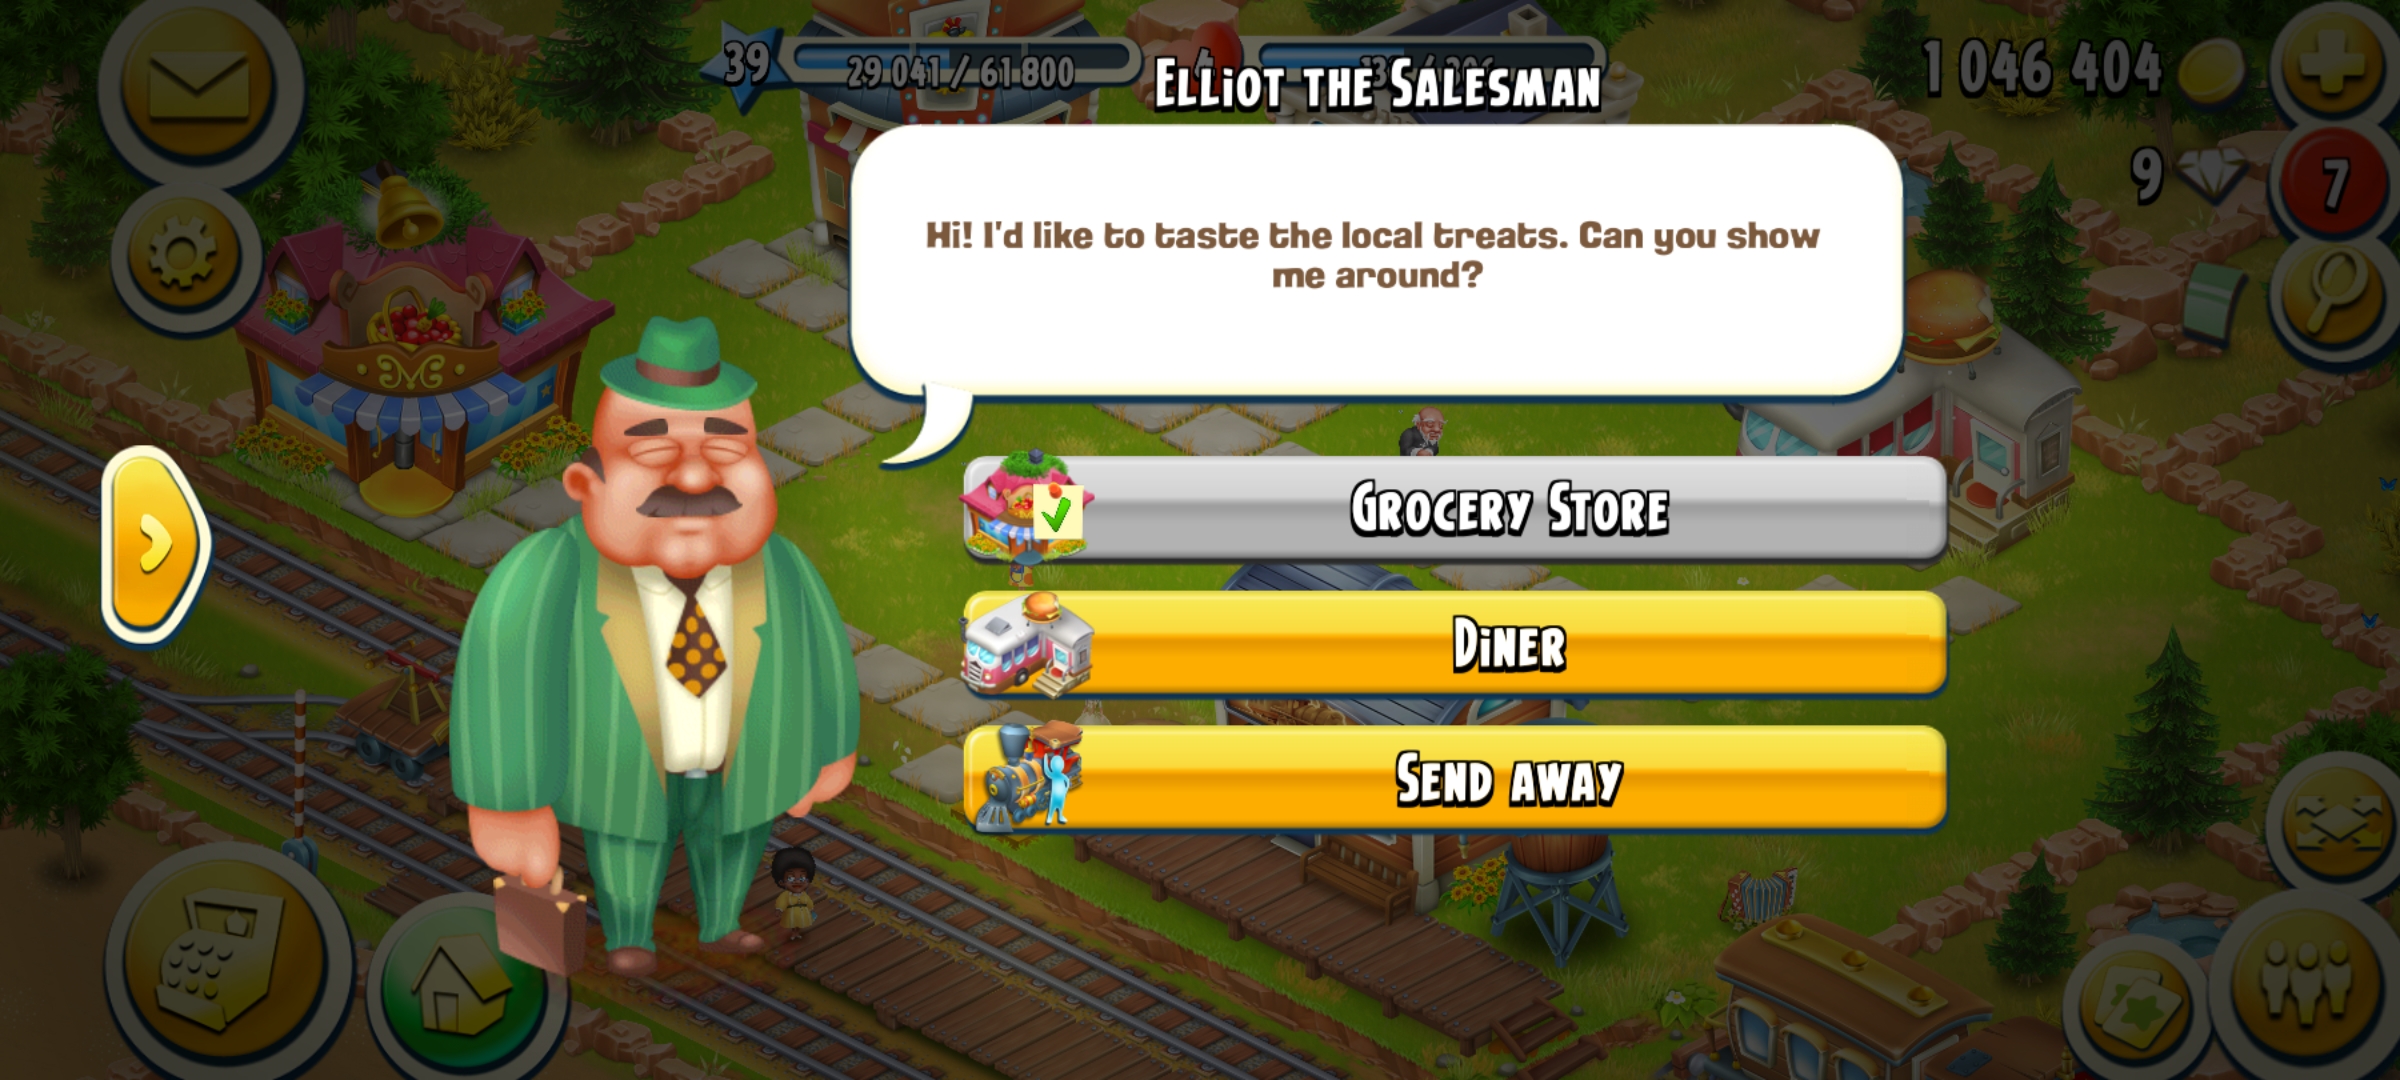 39
29 041 / 61 800
4
1 046 404
Elliot the Salesman
9
7
Hi! I'd like to taste the local treats. Can you show
me around?
Grocery Store
Diner
Send away